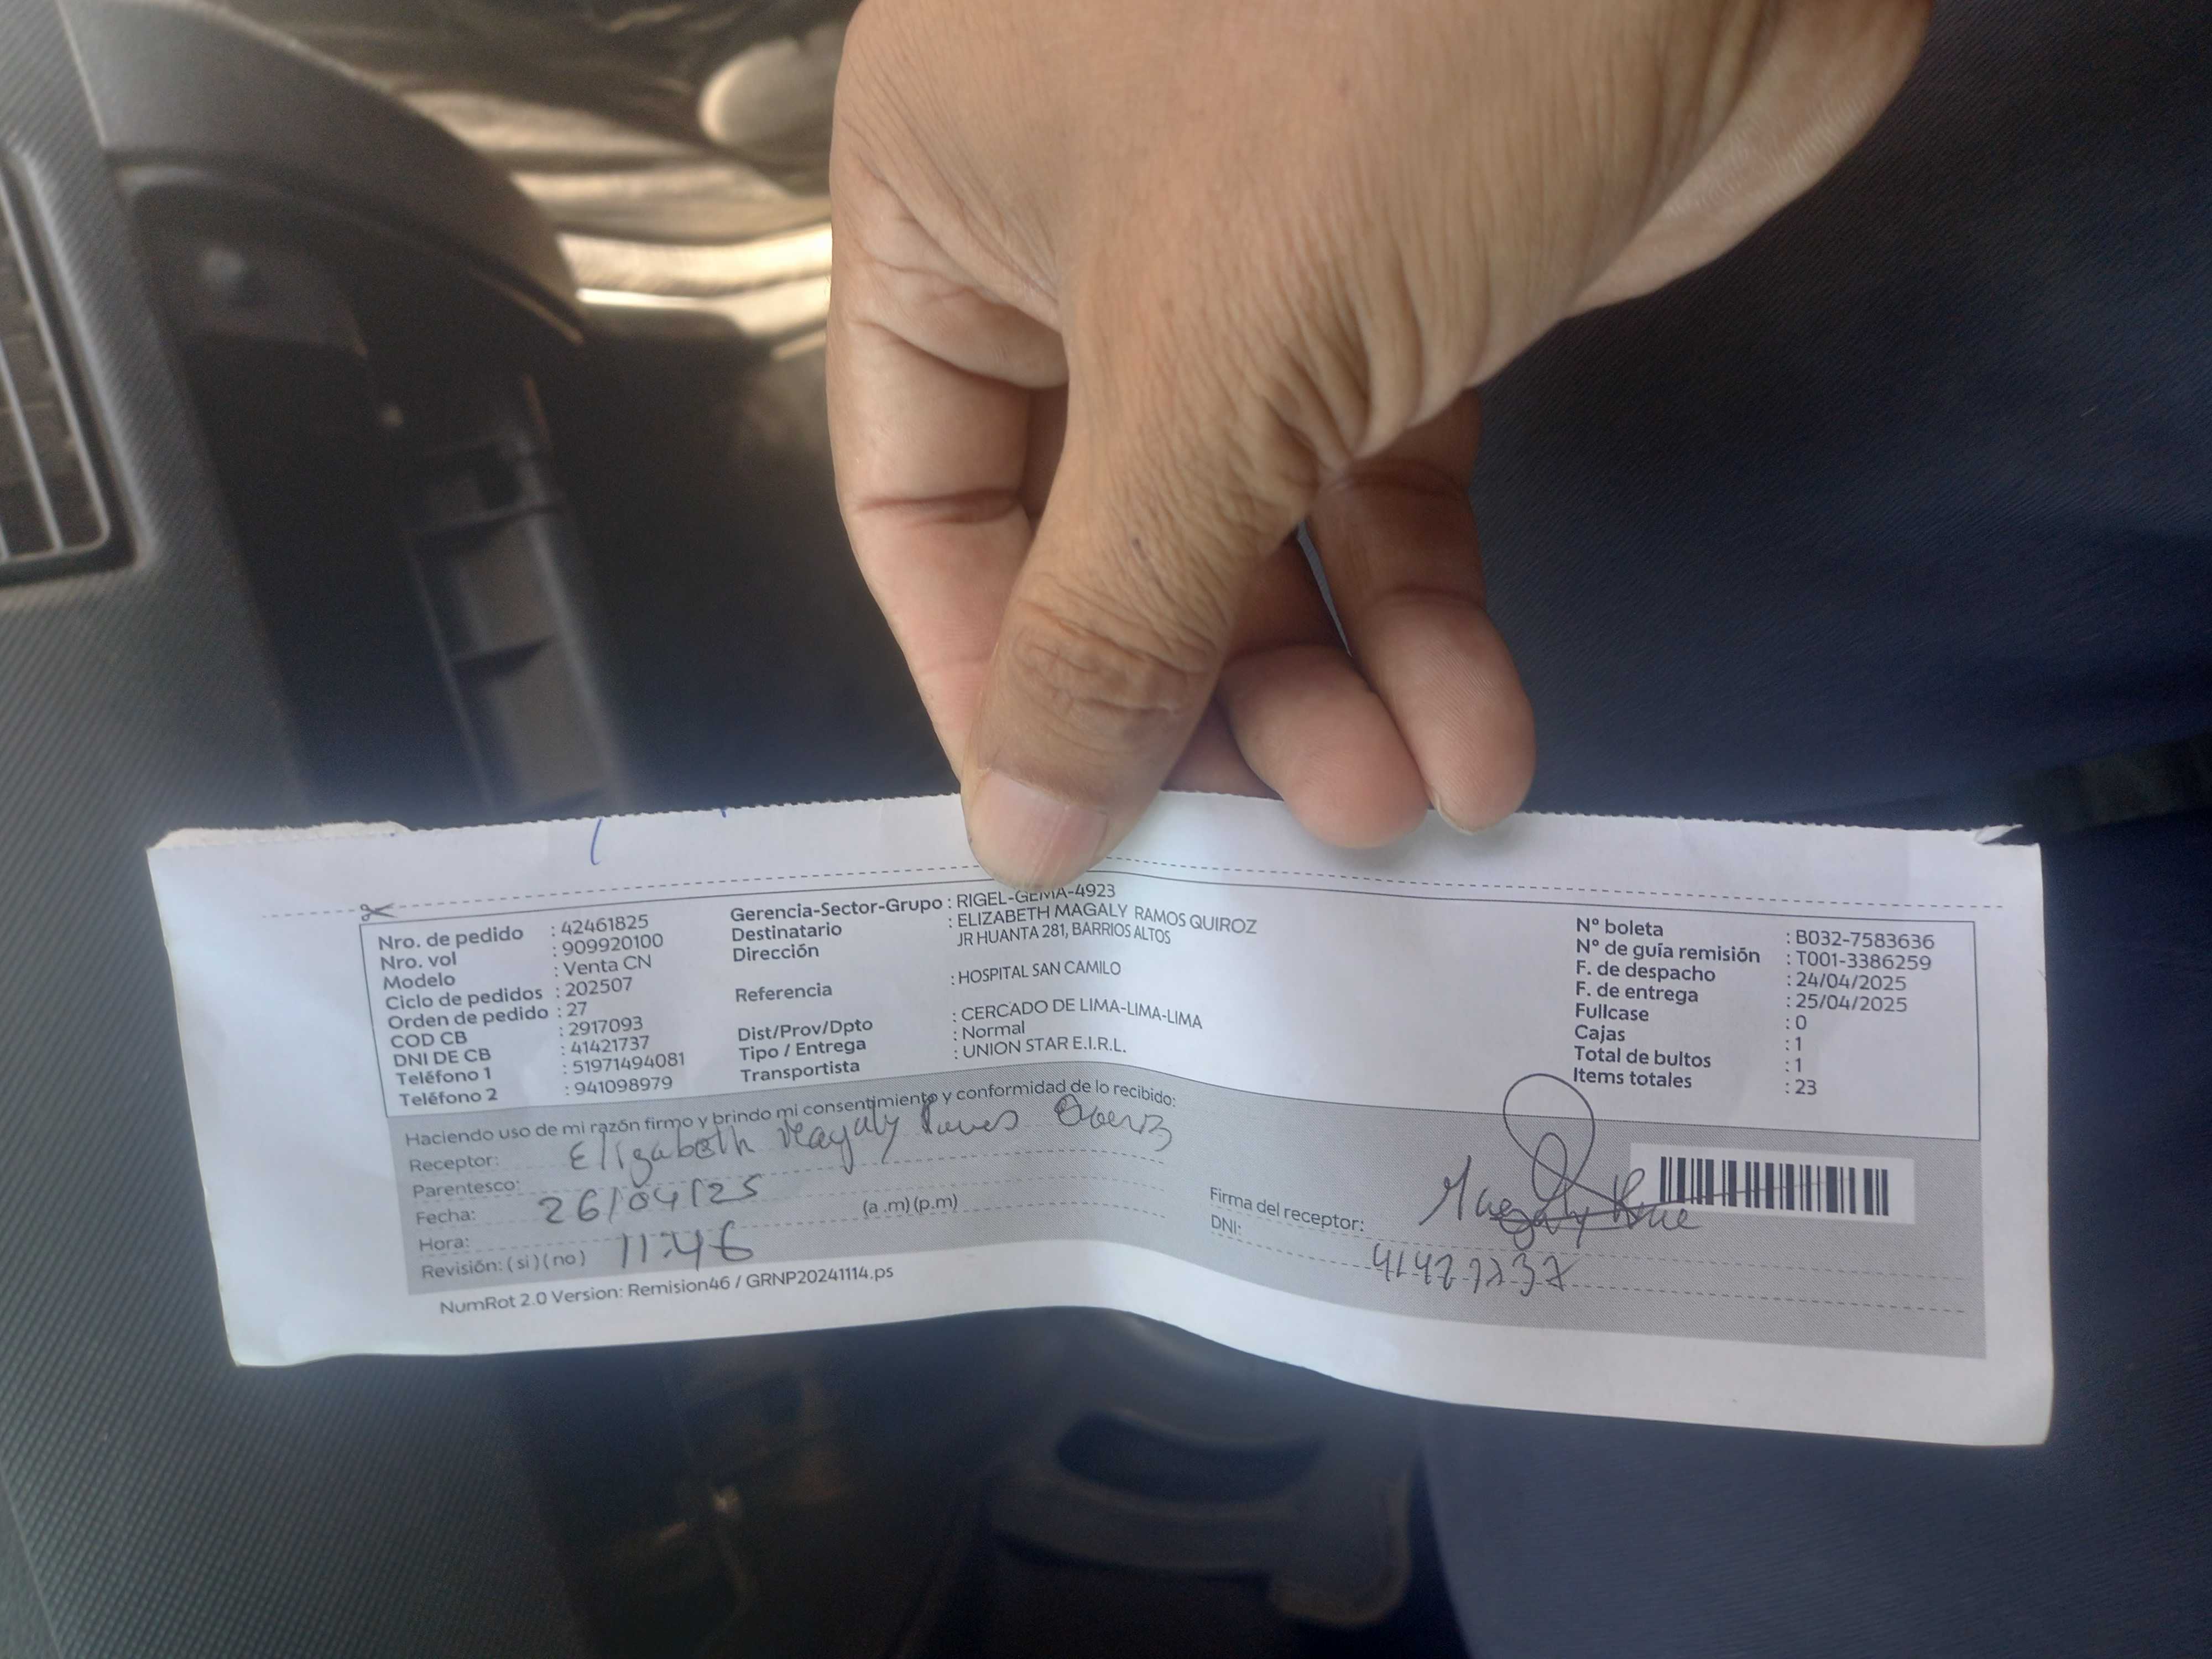 Nro. de pedido : 42461825
Nro. vol : 909920100
Modelo : Venta CN
Ciclo de pedidos : 202507
Orden de pedido : 27
COD CB : 2917093
DNI DE CB : 41421737
Teléfono 1 : 51971494081
Teléfono 2 : 941098979
Gerencia-Sector-Grupo : RIGEL-GEMA-4923
Destinatario : ELIZABETH MAGALY RAMOS QUIROZ
Dirección JR HUANTA 281, BARRIOS ALTOS
Referencia : HOSPITAL SAN CAMILO
Dist/Prov/Dpto : CERCADO DE LIMA-LIMA-LIMA
Tipo / Entrega : Normal
Transportista : UNION STAR E.I.R.L.
N° boleta : B032-7583636
N° de guía remisión : T001-3386259
F. de despacho : 24/04/2025
F. de entrega : 25/04/2025
Fullcase : 0
Cajas : 1
Total de bultos : 1
Items totales : 23
Haciendo uso de mi razón firmo y brindo mi consentimiento y conformidad de lo recibido:
Receptor: Elizabeth Magaly
Parentesco:
Fecha: 26/04/25
Hora: 11:46 (a .m) (p.m)
Revisión: ( si ) ( no )
Firma del receptor: Magaly
DNI:
NumRot 2.0 Version: Remision46 / GRNP20241114.ps